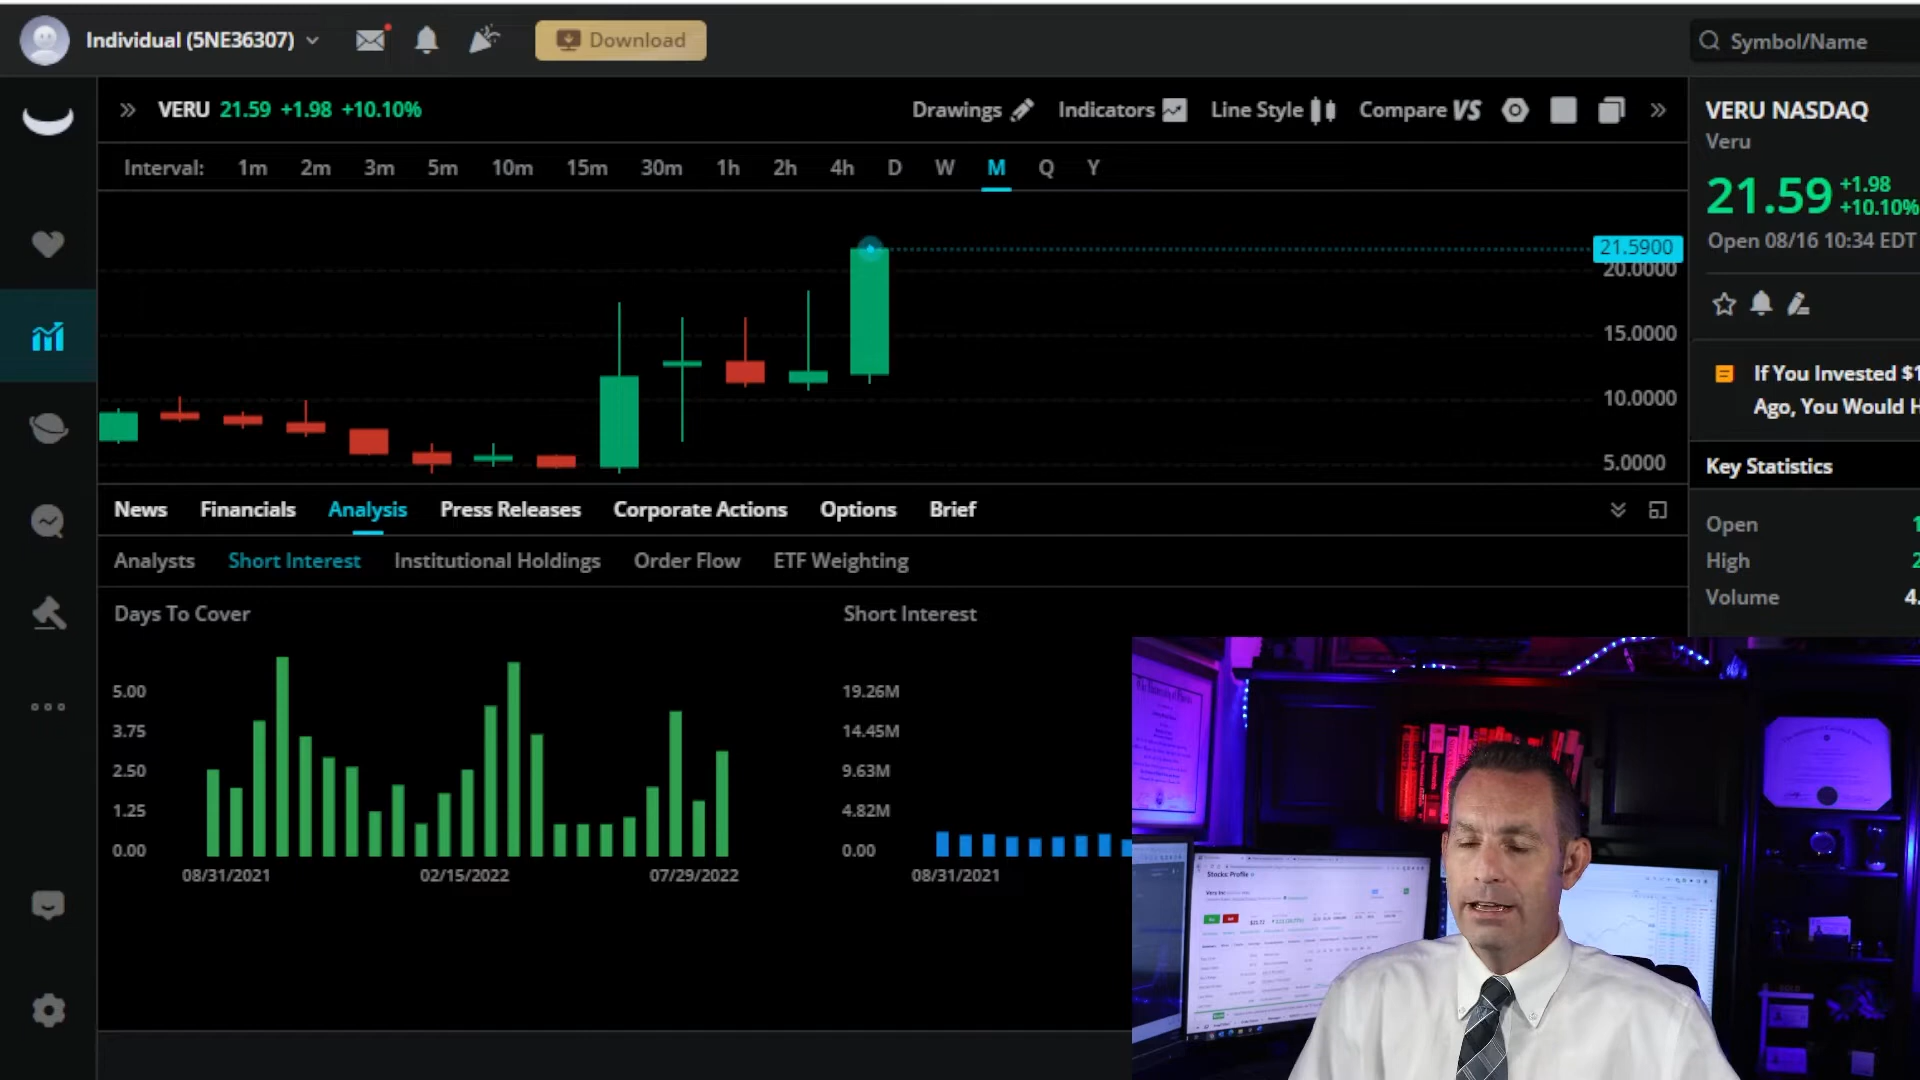 Individual (5NE36307)
Download
Symbol/Name
VERU 21.59 +1.98 +10.10%
Drawings
Indicators
Line Style
Compare VS
VERU NASDAQ
Veru
Interval: 1m 2m 3m 5m 10m 15m 30m 1h 2h 4h D W M Q Y
21.59
+1.98
+10.10%
Open 08/16 10:34 EDT
21.5900
20.0000
15.0000
10.0000
5.0000
If You Invested $1
Ago, You Would H
Key Statistics
Open 1
High 2
Volume 4.
News Financials Analysis Press Releases Corporate Actions Options Brief
Analysts Short Interest Institutional Holdings Order Flow ETF Weighting
Days To Cover
5.00
3.75
2.50
1.25
0.00
08/31/2021 02/15/2022 07/29/2022
Short Interest
19.26M
14.45M
9.63M
4.82M
0.00
08/31/2021
Stocks: Profile